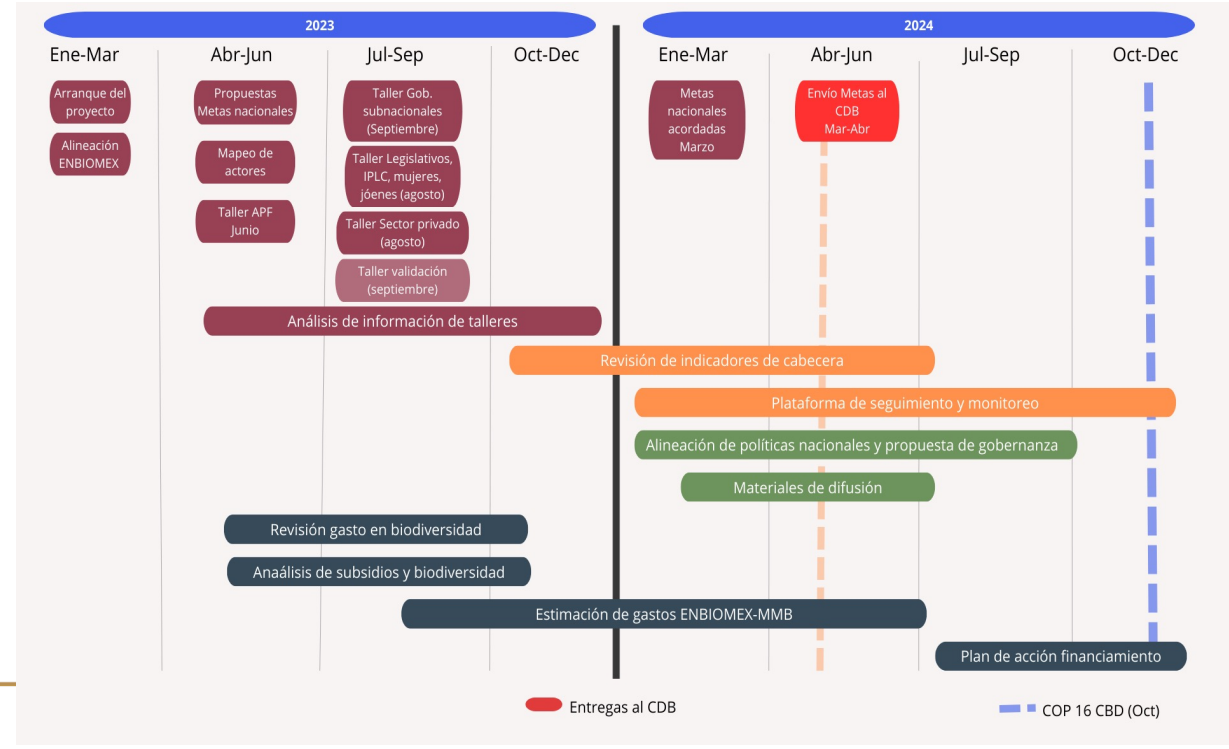 2023
2024
Ene-Mar
Abr-Jun
Jul-Sep
Oct-Dec
Ene-Mar
Abr-Jun
Jul-Sep
Oct-Dec
Arranque del
proyecto
Alineación
ENBIOMEX
Propuestas
Metas nacionales
Mapeo de
actores
Taller APF
Junio
Taller Gob.
subnacionales
(Septiembre)
Taller Legislativos,
IPLC, mujeres,
jóenes (agosto)
Taller Sector privado
(agosto)
Taller validación
(septiembre)
Metas
nacionales
acordadas
Marzo
Envío Metas al
CDB
Mar-Abr
Análisis de información de talleres
Revisión de indicadores de cabecera
Plataforma de seguimiento y monitoreo
Alineación de políticas nacionales y propuesta de gobernanza
Materiales de difusión
Revisión gasto en biodiversidad
Anaálisis de subsidios y biodiversidad
Estimación de gastos ENBIOMEX-MMB
Plan de acción financiamiento
Entregas al CDB
COP 16 CBD (Oct)